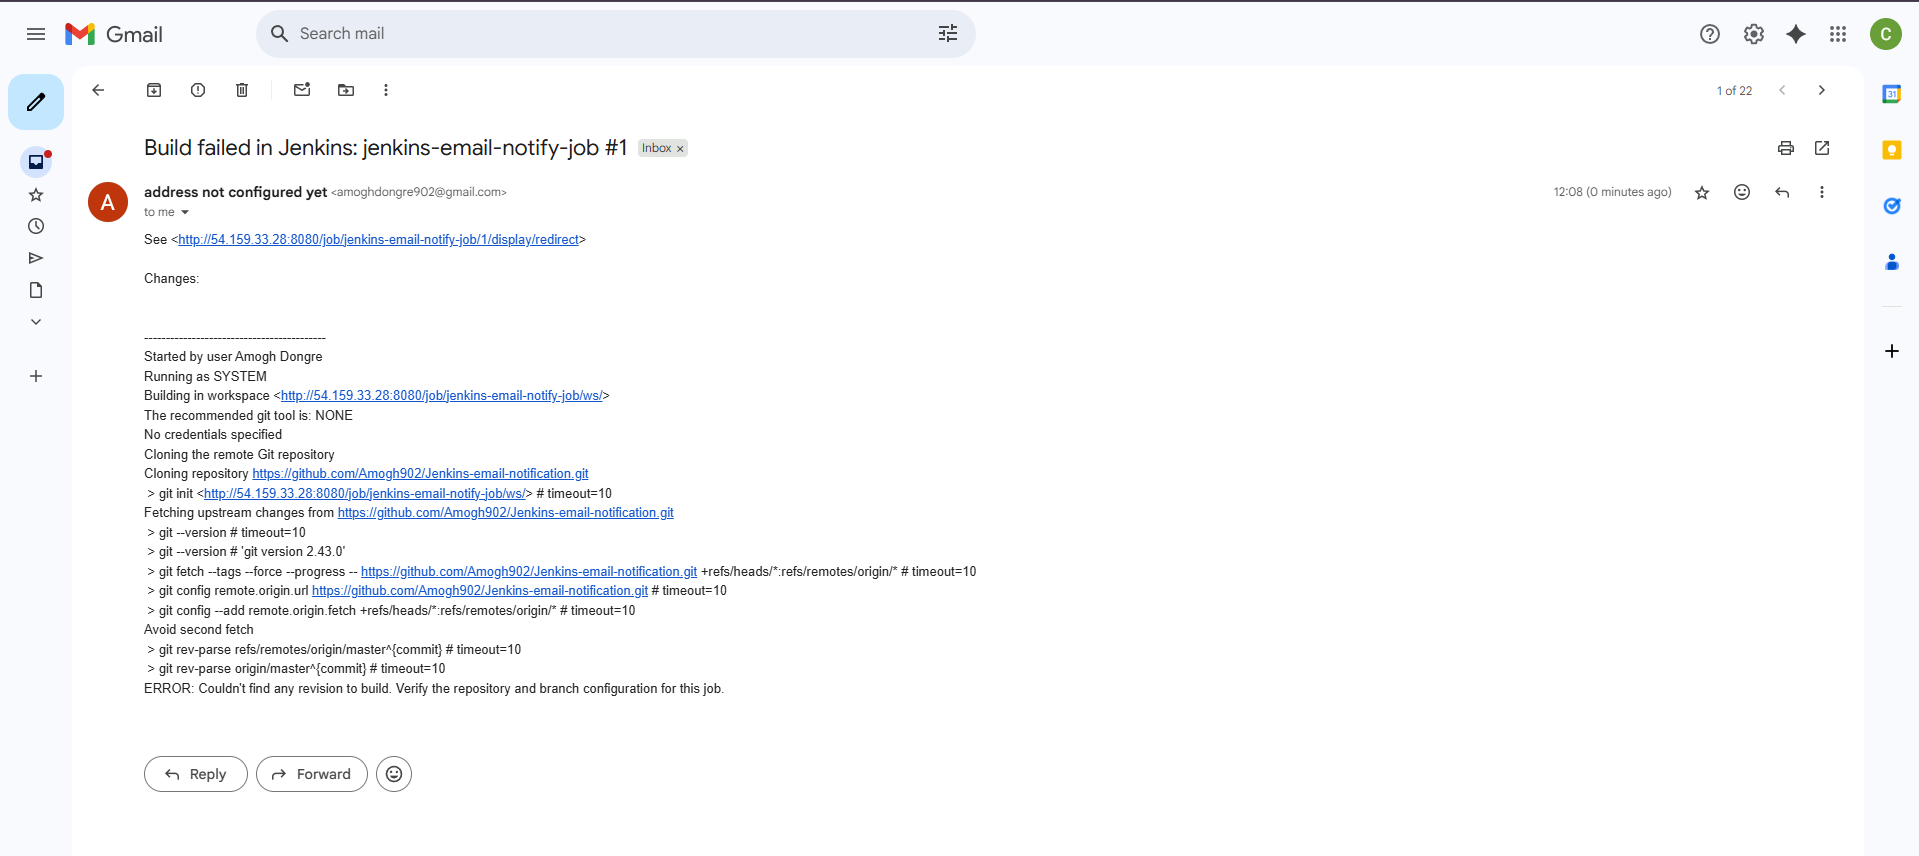 Gmail
Search mail
C
1 of 22
31
Build failed in Jenkins: jenkins-email-notify-job #1 Inbox x
A
address not configured yet <amoghdongre902@gmail.com>
12:08 (0 minutes ago)
to me
See <http://54.159.33.28:8080/job/jenkins-email-notify-job/1/display/redirect>
Changes:
------------------------------------------
Started by user Amogh Dongre
Running as SYSTEM
Building in workspace <http://54.159.33.28:8080/job/jenkins-email-notify-job/ws/>
The recommended git tool is: NONE
No credentials specified
Cloning the remote Git repository
Cloning repository https://github.com/Amogh902/Jenkins-email-notification.git
> git init <http://54.159.33.28:8080/job/jenkins-email-notify-job/ws/> # timeout=10
Fetching upstream changes from https://github.com/Amogh902/Jenkins-email-notification.git
> git --version # timeout=10
> git --version # 'git version 2.43.0'
> git fetch --tags --force --progress -- https://github.com/Amogh902/Jenkins-email-notification.git +refs/heads/*:refs/remotes/origin/* # timeout=10
> git config remote.origin.url https://github.com/Amogh902/Jenkins-email-notification.git # timeout=10
> git config --add remote.origin.fetch +refs/heads/*:refs/remotes/origin/* # timeout=10
Avoid second fetch
> git rev-parse refs/remotes/origin/master^{commit} # timeout=10
> git rev-parse origin/master^{commit} # timeout=10
ERROR: Couldn't find any revision to build. Verify the repository and branch configuration for this job.
Reply
Forward